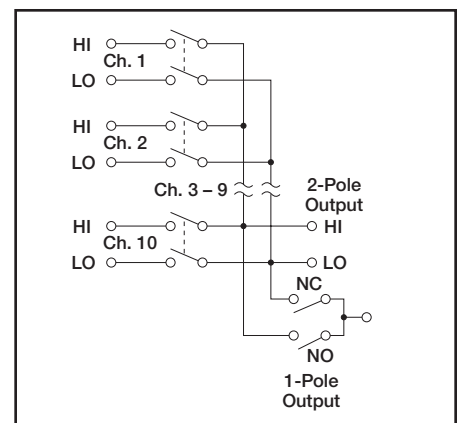 HI
Ch. 1
LO
HI
Ch. 2
LO
Ch. 3 – 9
2-Pole
Output
HI
HI
Ch. 10
LO
LO
NC
NO
1-Pole
Output